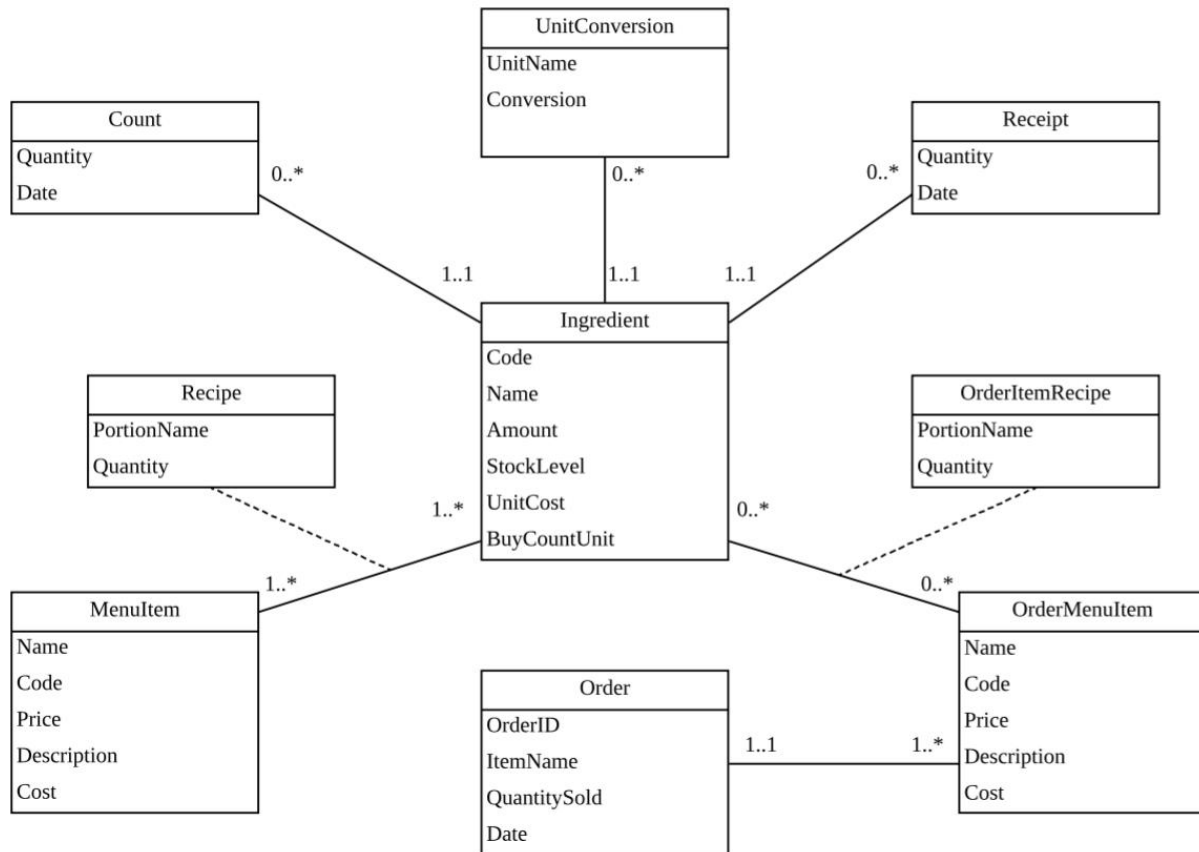 UnitConversion
UnitName
Conversion
Count
Quantity
Date
Receipt
Quantity
Date
0..*
0..*
0..*
1..1
1..1
1..1
Ingredient
Code
Name
Amount
StockLevel
UnitCost
BuyCountUnit
Recipe
PortionName
Quantity
OrderItemRecipe
PortionName
Quantity
1..*
0..*
1..*
0..*
MenuItem
Name
Code
Price
Description
Cost
OrderMenuItem
Name
Code
Price
Description
Cost
Order
OrderID
ItemName
QuantitySold
Date
1..1
1..*